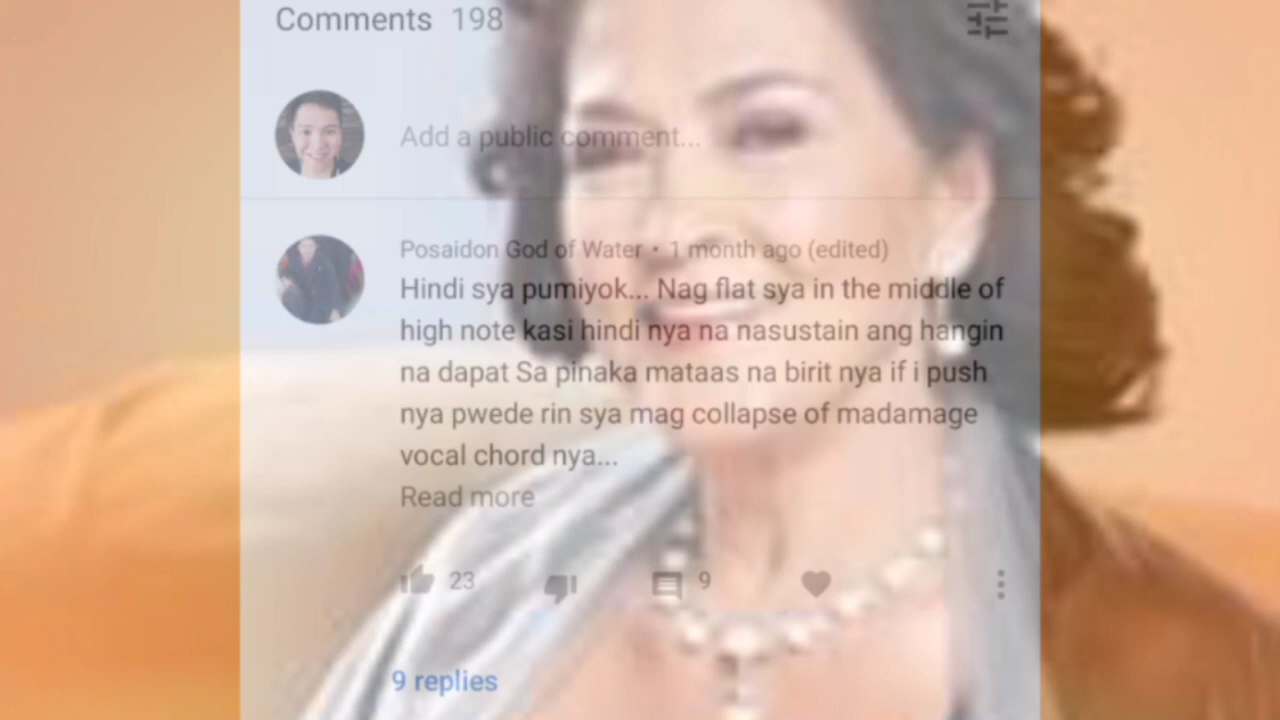 Comments 198
Add a public comment...
Posaidon God of Water • 1 month ago (edited)
Hindi sya pumiyok... Nag flat sya in the middle of
high note kasi hindi nya na nasustain ang hangin
na dapat Sa pinaka mataas na birit nya if i push
nya pwede rin sya mag collapse of madamage
vocal chord nya...
Read more
23 9
9 replies